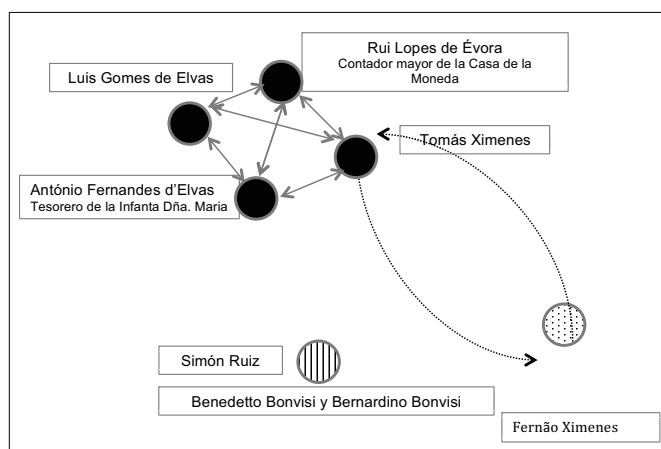 Rui Lopes de Évora
Contador mayor de la Casa de la
Moneda
Luis Gomes de Elvas
Tomás Ximenes
António Fernandes d'Elvas
Tesorero de la Infanta Dña. Maria
Simón Ruiz
Benedetto Bonvisi y Bernardino Bonvisi
Fernão Ximenes